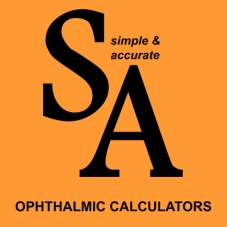 S
simple &
accurate
A
OPHTHALMIC CALCULATORS